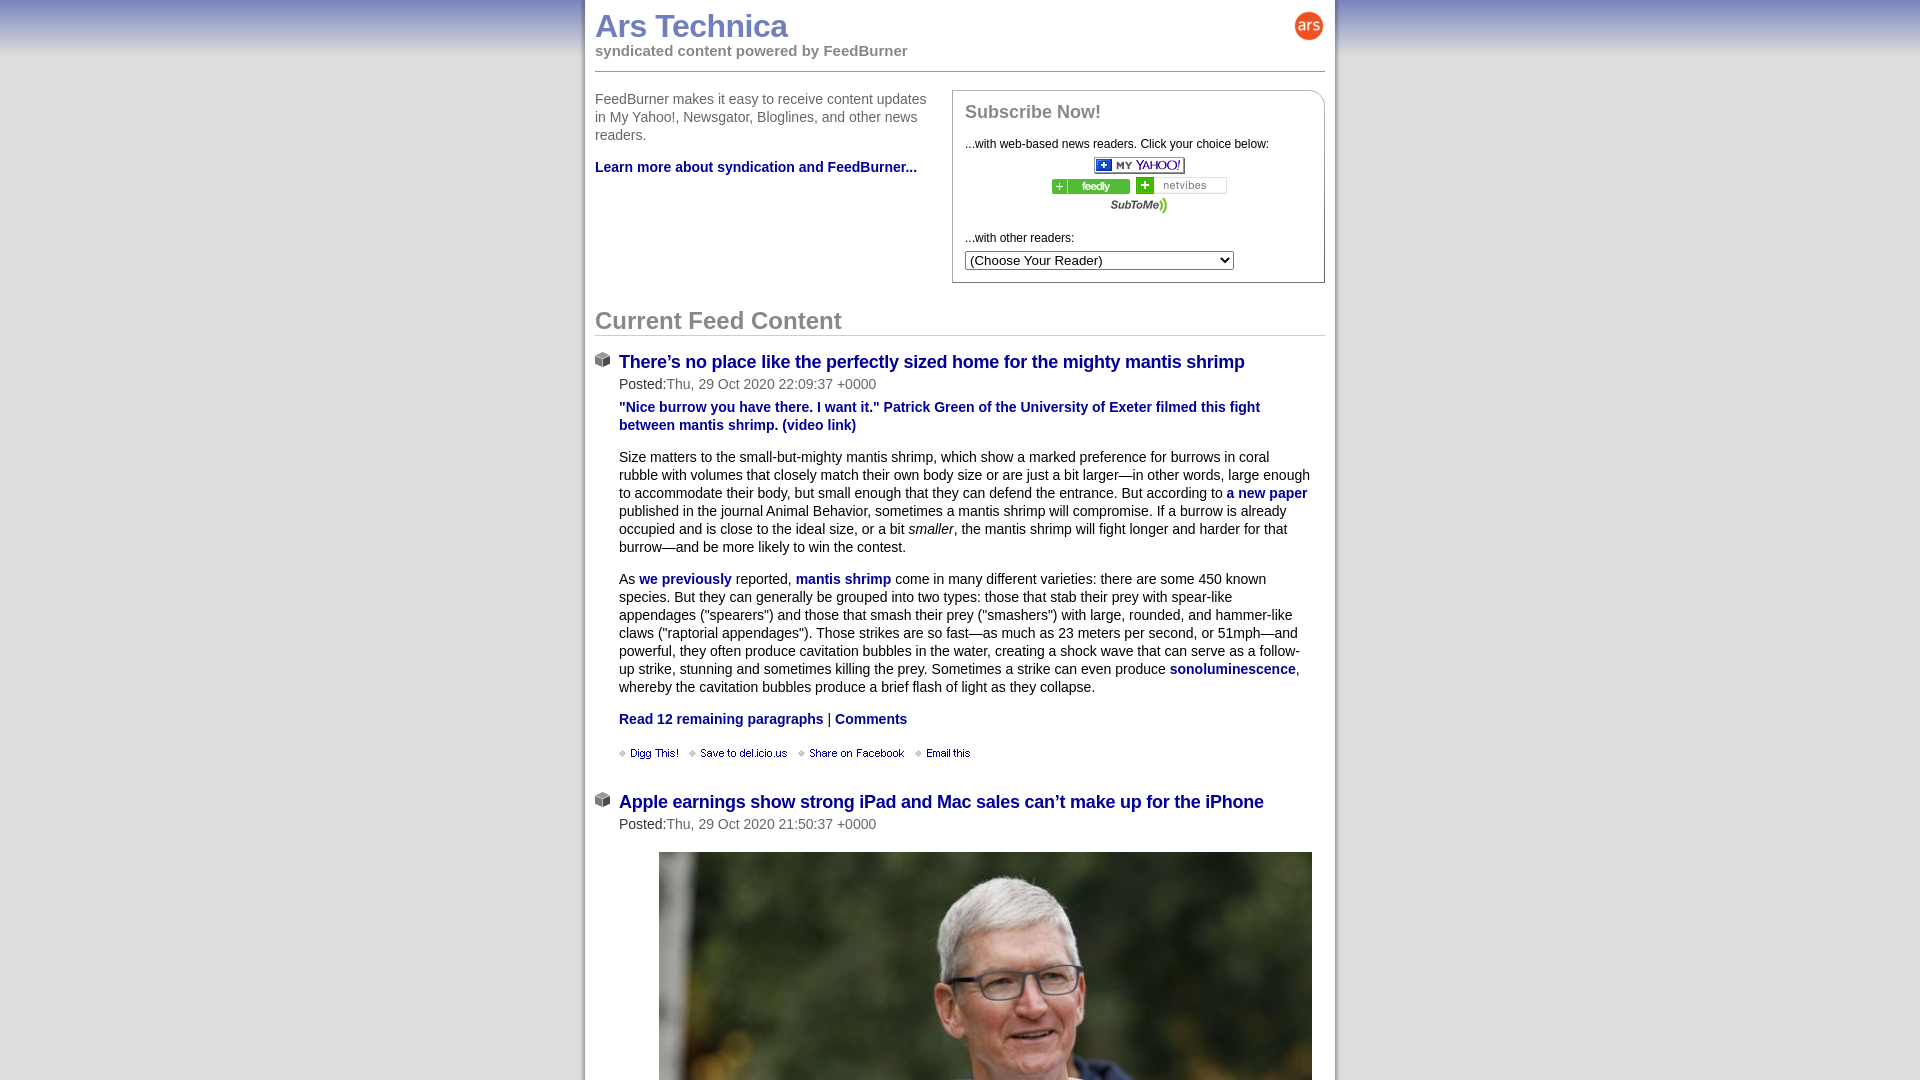 Ars Technica
ars
syndicated content powered by FeedBurner
FeedBurner makes it easy to receive content updates
in My Yahoo!, Newsgator, Bloglines, and other news
readers.
Learn more about syndication and FeedBurner...
Subscribe Now!
...with web-based news readers. Click your choice below:
MY YAHOO!
feedly
netvibes
SubToMe
...with other readers:
(Choose Your Reader)
Current Feed Content
There’s no place like the perfectly sized home for the mighty mantis shrimp
Posted:Thu, 29 Oct 2020 22:09:37 +0000
"Nice burrow you have there. I want it." Patrick Green of the University of Exeter filmed this fight
between mantis shrimp. (video link)
Size matters to the small-but-mighty mantis shrimp, which show a marked preference for burrows in coral
rubble with volumes that closely match their own body size or are just a bit larger—in other words, large enough
to accommodate their body, but small enough that they can defend the entrance. But according to a new paper
published in the journal Animal Behavior, sometimes a mantis shrimp will compromise. If a burrow is already
occupied and is close to the ideal size, or a bit smaller, the mantis shrimp will fight longer and harder for that
burrow—and be more likely to win the contest.
As we previously reported, mantis shrimp come in many different varieties: there are some 450 known
species. But they can generally be grouped into two types: those that stab their prey with spear-like
appendages ("spearers") and those that smash their prey ("smashers") with large, rounded, and hammer-like
claws ("raptorial appendages"). Those strikes are so fast—as much as 23 meters per second, or 51mph—and
powerful, they often produce cavitation bubbles in the water, creating a shock wave that can serve as a follow-
up strike, stunning and sometimes killing the prey. Sometimes a strike can even produce sonoluminescence,
whereby the cavitation bubbles produce a brief flash of light as they collapse.
Read 12 remaining paragraphs | Comments
Digg This! Save to del.icio.us Share on Facebook Email this
Apple earnings show strong iPad and Mac sales can’t make up for the iPhone
Posted:Thu, 29 Oct 2020 21:50:37 +0000